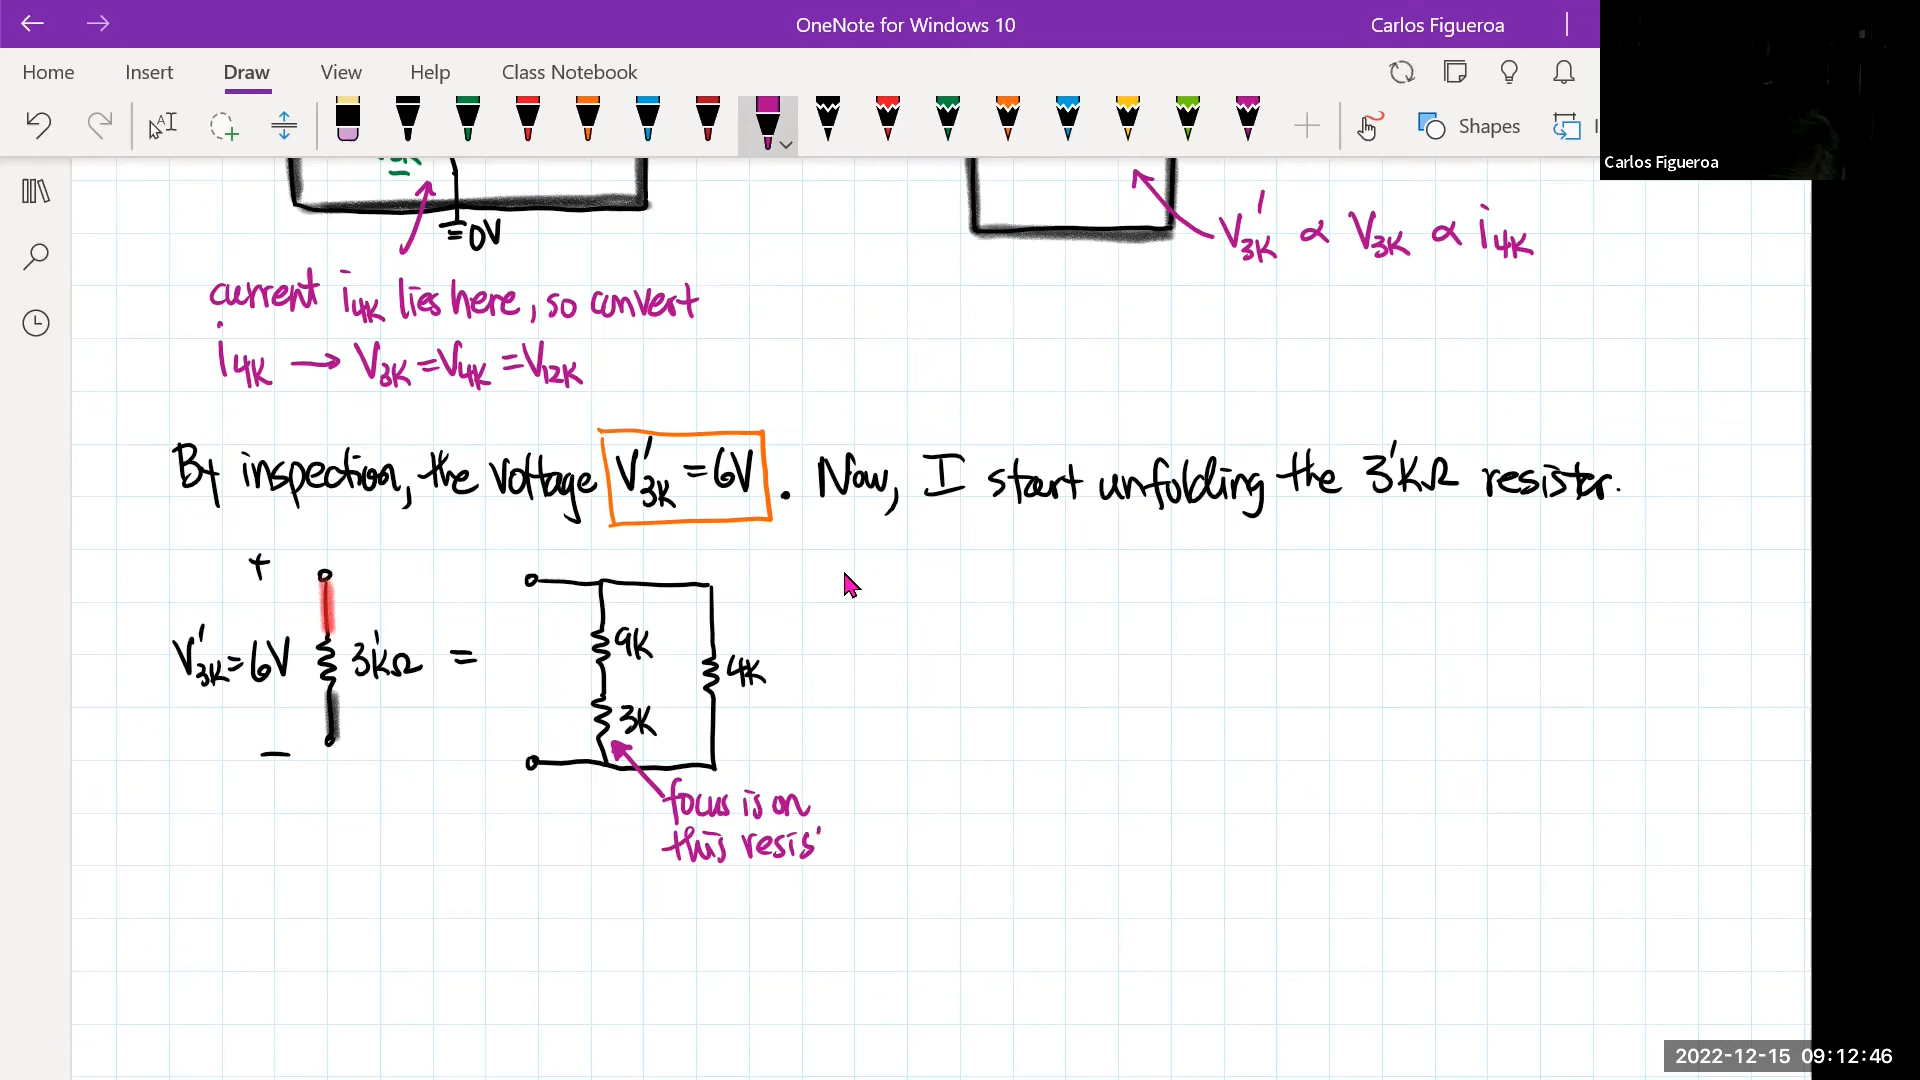 OneNote for Windows 10
Carlos Figueroa
Home Insert Draw View Help Class Notebook
Shapes
Carlos Figueroa
=0V
V'3K ∝ V3K ∝ i4K
current i4K lies here, so convert
i4K → V3K = V4K = V12K
By inspection, the voltage V'3K = 6V . Now, I start unfolding the 3'KΩ resistor.
+
V'3K = 6V 3'KΩ =
−
9K
4K
3K
focus is on
this resis
2022-12-15 09:12:46